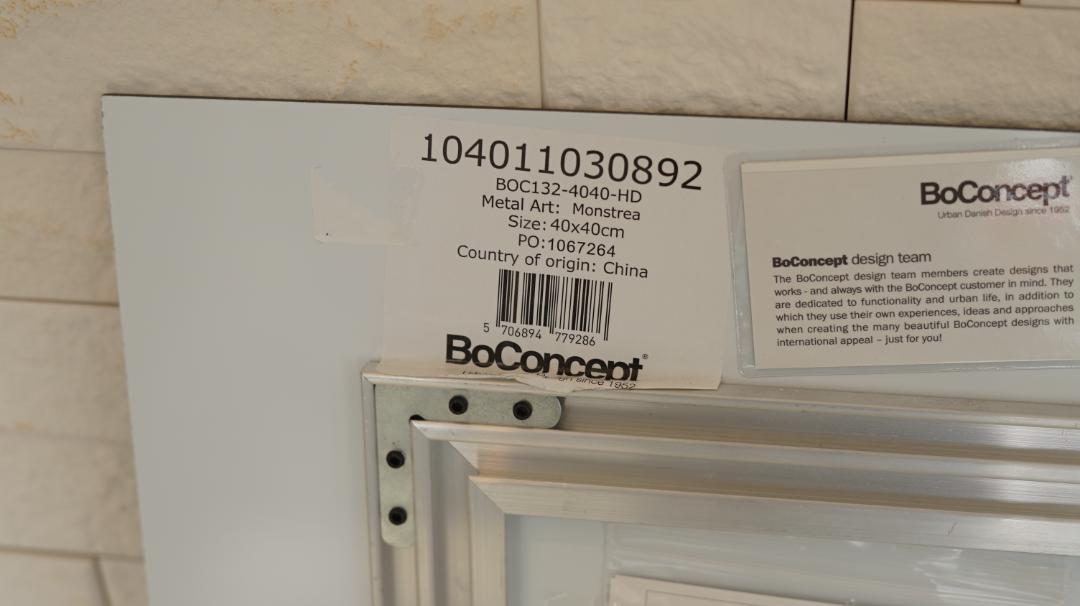 104011030892
BOC132-4040-HD
Metal Art: Monstrea
Size: 40x40cm
PO:1067264
Country of origin: China
5 706894 779286
BoConcept®
since 1952
BoConcept®
Urban Danish Design since 1952
BoConcept design team
The BoConcept design team members create designs that
works - and always with the BoConcept customer in mind. They
are dedicated to functionality and urban life, in addition to
which they use their own experiences, ideas and approaches
when creating the many beautiful BoConcept designs with
international appeal – just for you!